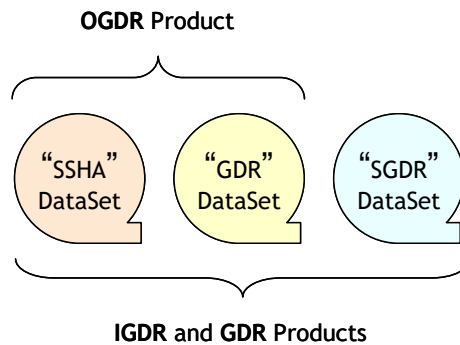 OGDR Product
“SSHA”
DataSet
“GDR”
DataSet
“SGDR”
DataSet
IGDR and GDR Products